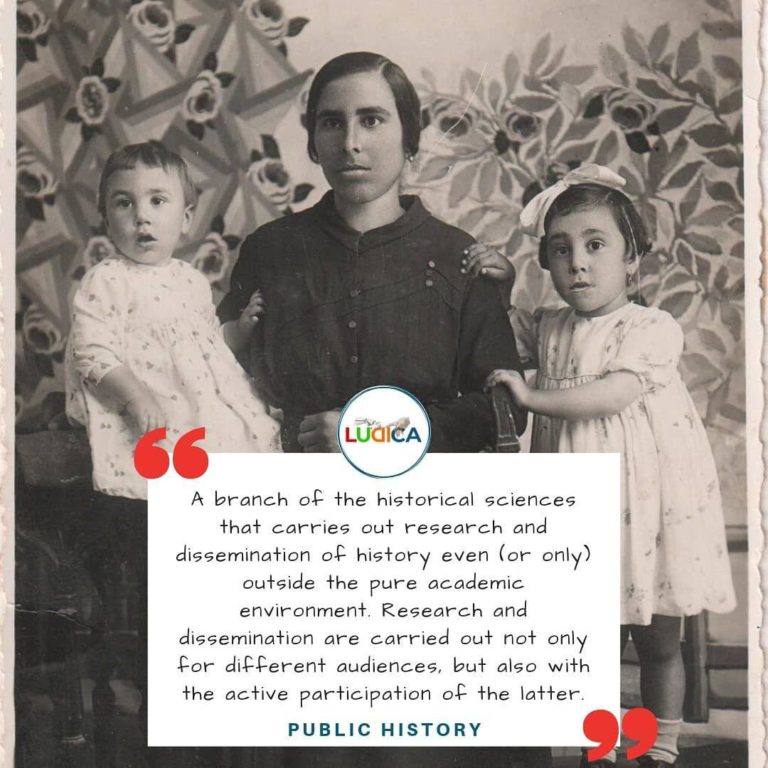 LUDICA
A branch of the historical sciences
that carries out research and
dissemination of history even (or only)
outside the pure academic
environment. Research and
dissemination are carried out not only
for different audiences, but also with
the active participation of the latter.
PUBLIC HISTORY